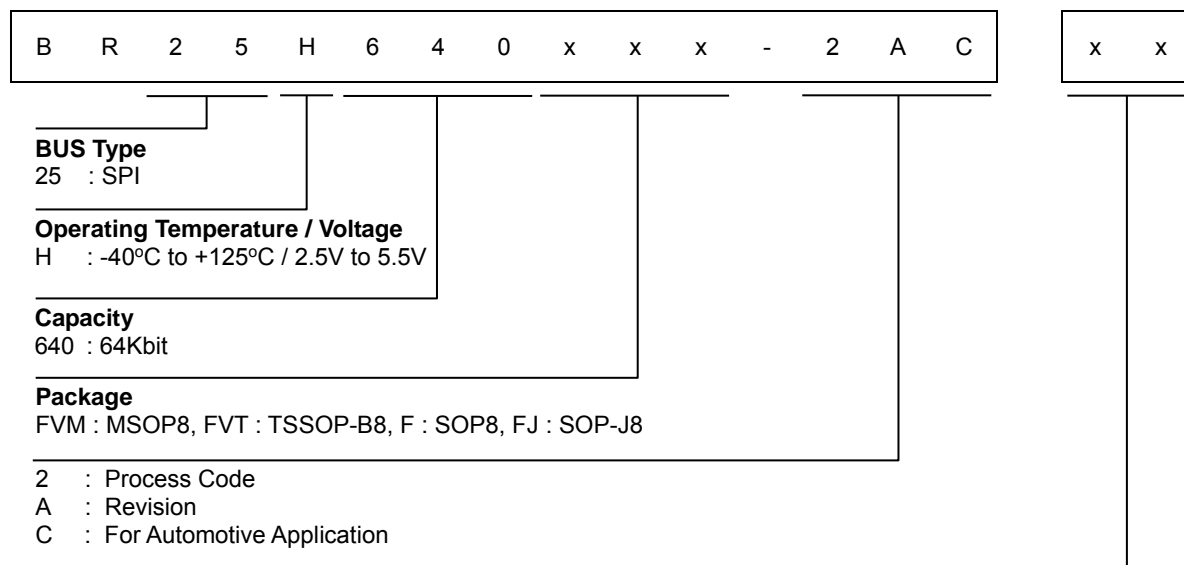 B R 2 5 H 6 4 0 x x x - 2 A C x x
BUS Type
25 : SPI
Operating Temperature / Voltage
H : -40°C to +125°C / 2.5V to 5.5V
Capacity
640 : 64Kbit
Package
FVM : MSOP8, FVT : TSSOP-B8, F : SOP8, FJ : SOP-J8
2 : Process Code
A : Revision
C : For Automotive Application